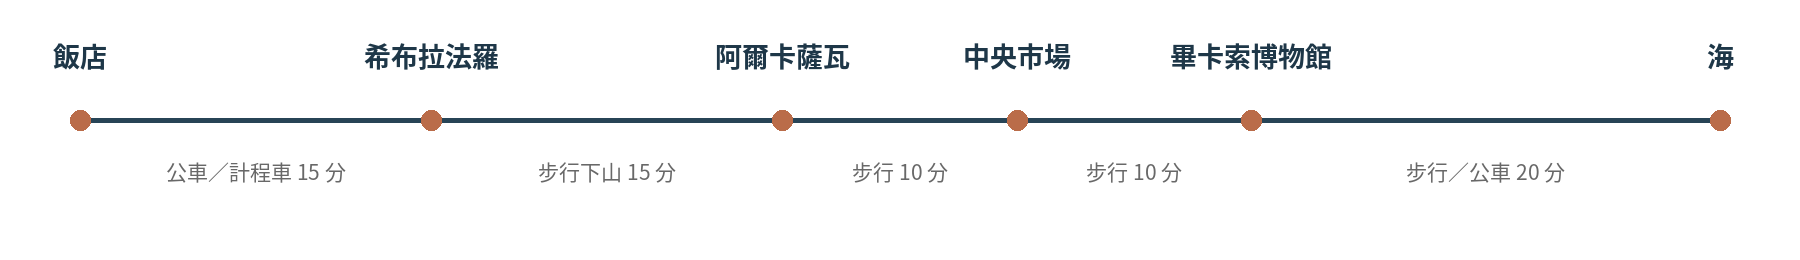 飯店 希布拉法羅 阿爾卡薩瓦 中央市場 畢卡索博物館 海
公車／計程車 15 分 步行下山 15 分 步行 10 分 步行 10 分 步行／公車 20 分